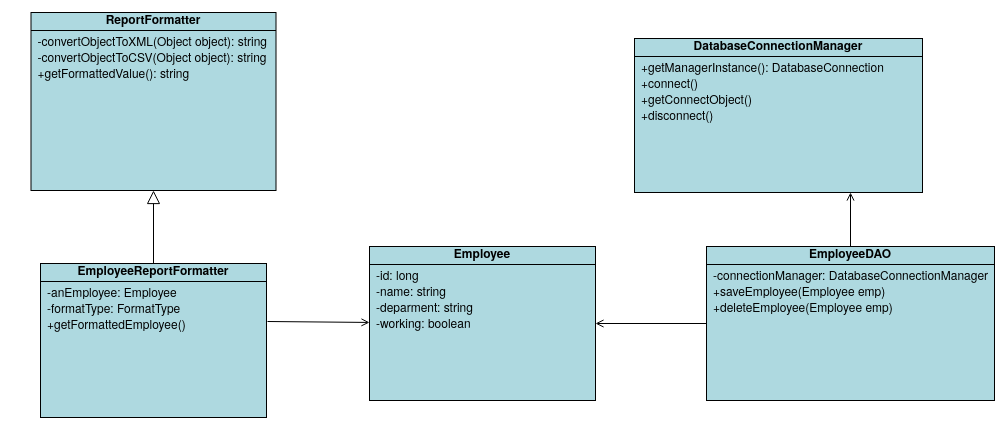 ReportFormatter
-convertObjectToXML(Object object): string
-convertObjectToCSV(Object object): string
+getFormattedValue(): string
DatabaseConnectionManager
+getManagerInstance(): DatabaseConnection
+connect()
+getConnectObject()
+disconnect()
EmployeeReportFormatter
-anEmployee: Employee
-formatType: FormatType
+getFormattedEmployee()
Employee
-id: long
-name: string
-deparment: string
-working: boolean
EmployeeDAO
-connectionManager: DatabaseConnectionManager
+saveEmployee(Employee emp)
+deleteEmployee(Employee emp)